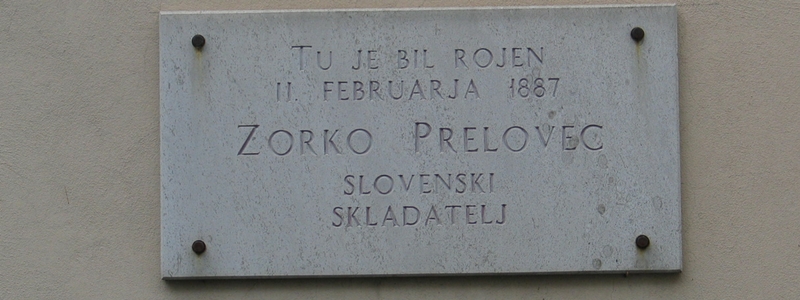 TU JE BIL ROJEN
11. FEBRUARJA 1887
ZORKO PRELOVEC
SLOVENSKI
SKLADATELJ